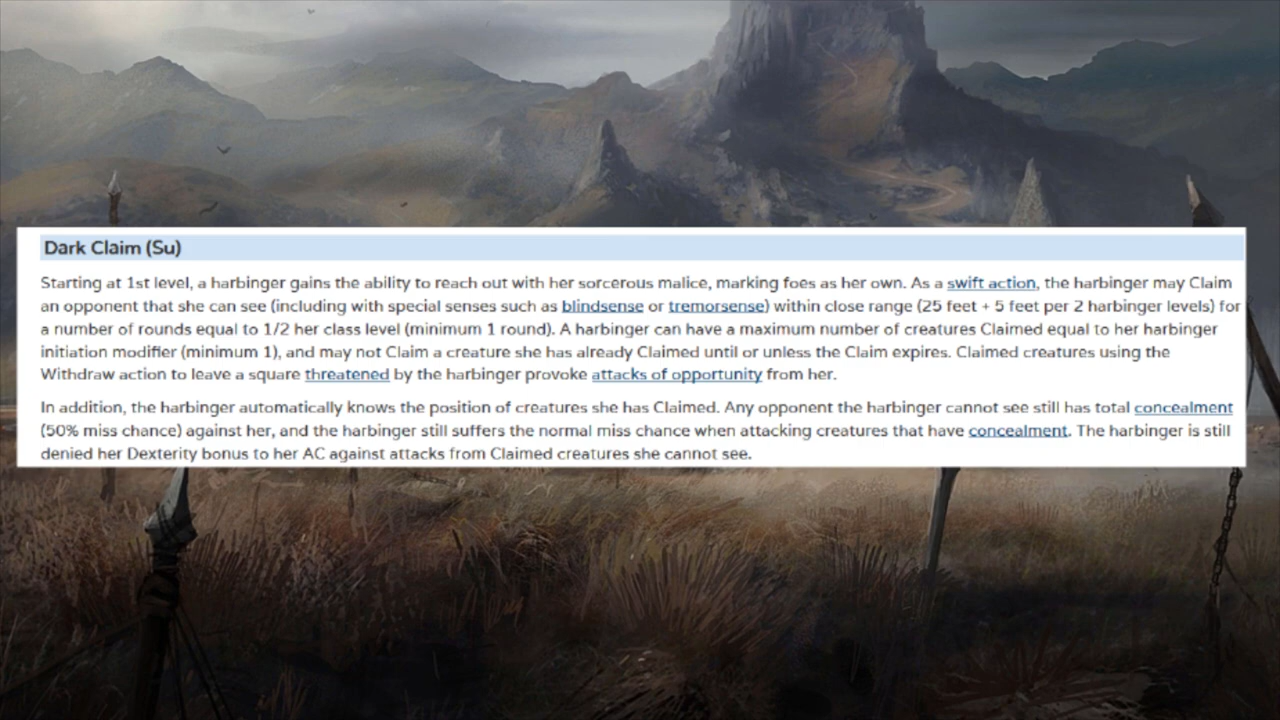 Dark Claim (Su)
Starting at 1st level, a harbinger gains the ability to reach out with her sorcerous malice, marking foes as her own. As a swift action, the harbinger may Claim
an opponent that she can see (including with special senses such as blindsense or tremorsense) within close range (25 feet + 5 feet per 2 harbinger levels) for
a number of rounds equal to 1/2 her class level (minimum 1 round). A harbinger can have a maximum number of creatures Claimed equal to her harbinger
initiation modifier (minimum 1), and may not Claim a creature she has already Claimed until or unless the Claim expires. Claimed creatures using the
Withdraw action to leave a square threatened by the harbinger provoke attacks of opportunity from her.
In addition, the harbinger automatically knows the position of creatures she has Claimed. Any opponent the harbinger cannot see still has total concealment
(50% miss chance) against her, and the harbinger still suffers the normal miss chance when attacking creatures that have concealment. The harbinger is still
denied her Dexterity bonus to her AC against attacks from Claimed creatures she cannot see.